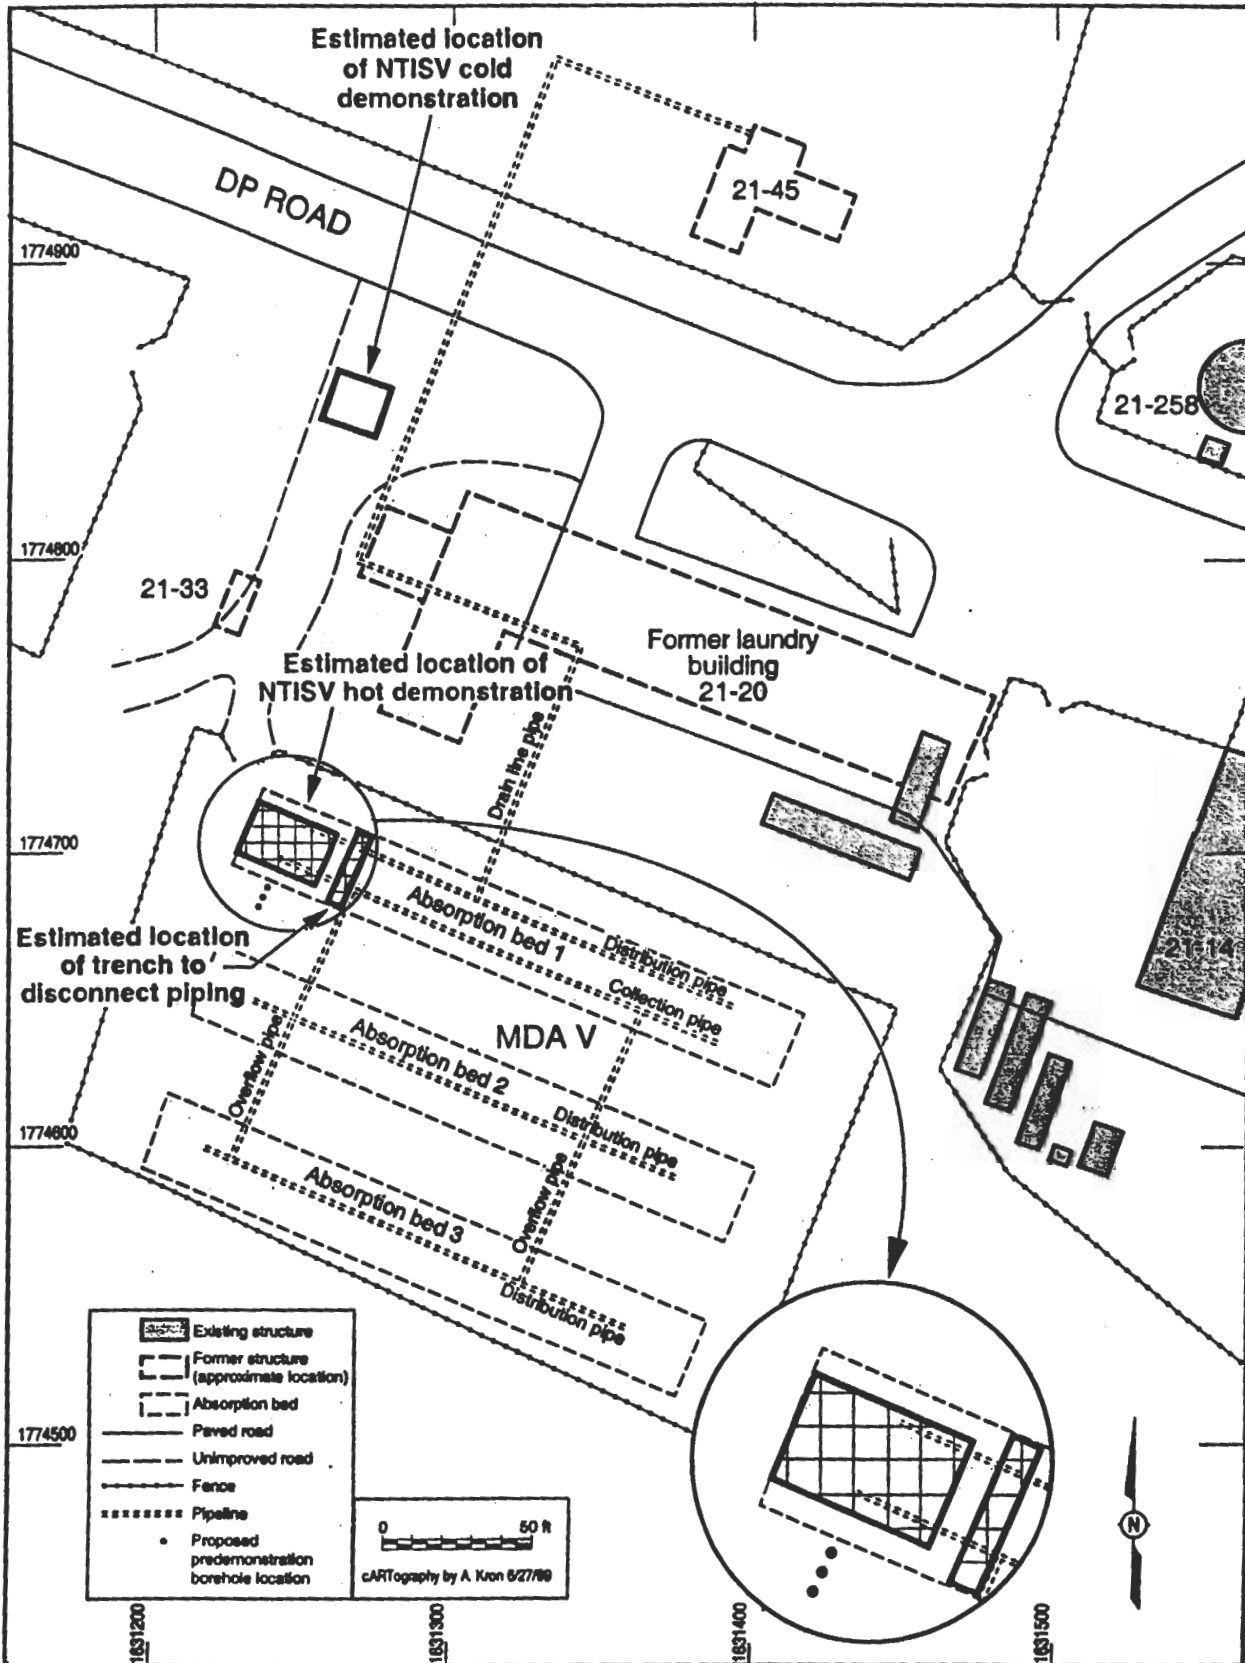 Estimated location
of NTISV cold
demonstration
DP ROAD
21-45
1774900
21-258
1774800
21-33
Former laundry
building
21-20
Estimated location of
NTISV hot demonstration
Drain line pipe
1774700
Absorption bed 1
Distribution pipe
Collection pipe
21-14
Estimated location
of trench to
disconnect piping
MDA V
Absorption bed 2
Overflow pipe
Distribution pipe
1774600
Absorption bed 3
Overflow pipe
Distribution pipe
Existing structure
Former structure
(approximate location)
Absorption bed
Paved road
Unimproved road
Fence
Pipeline
Proposed
predemonstration
borehole location
1774500
0 50 ft
cARTography by A. Kron 6/27/99
N
1631200
1631300
1631400
1631500